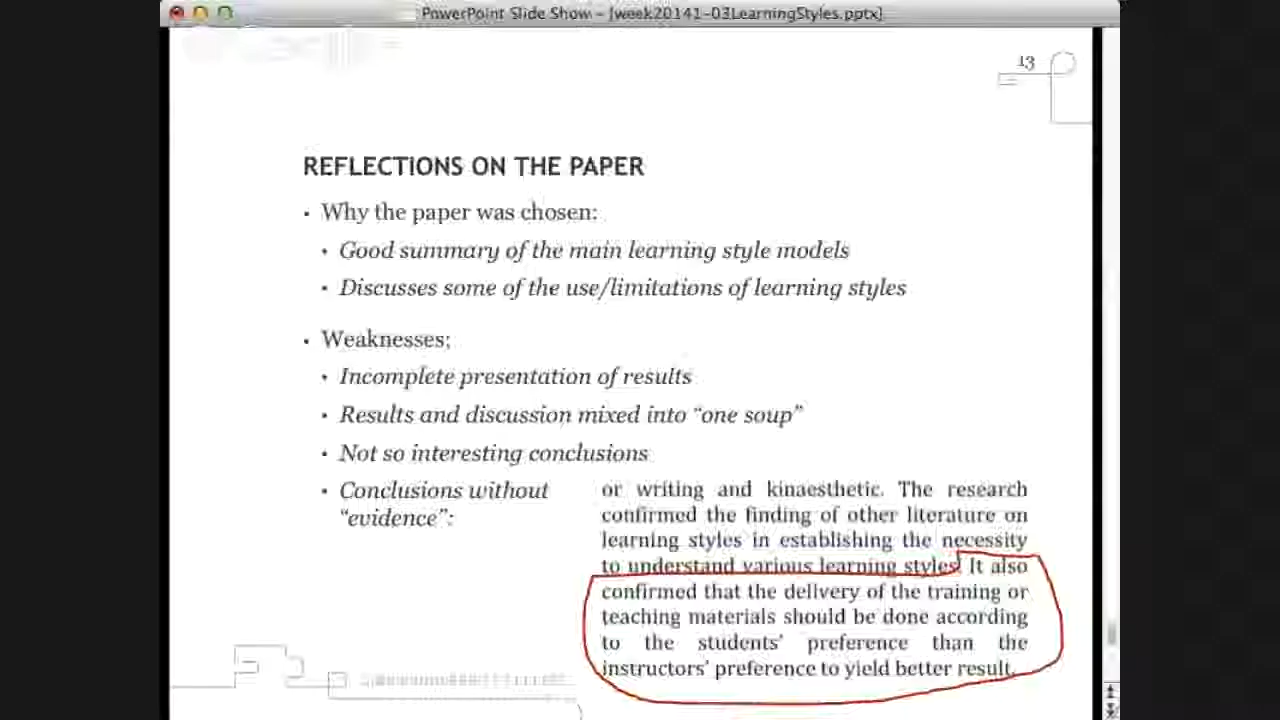 PowerPoint Slide Show - [week20141-03LearningStyles.pptx]
13
REFLECTIONS ON THE PAPER
• Why the paper was chosen:
• Good summary of the main learning style models
• Discusses some of the use/limitations of learning styles
• Weaknesses;
• Incomplete presentation of results
• Results and discussion mixed into “one soup”
• Not so interesting conclusions
• Conclusions without
“evidence”:
or writing and kinaesthetic. The research
confirmed the finding of other literature on
learning styles in establishing the necessity
to understand various learning styles. It also
confirmed that the delivery of the training or
teaching materials should be done according
to the students’ preference than the
instructors’ preference to yield better result.